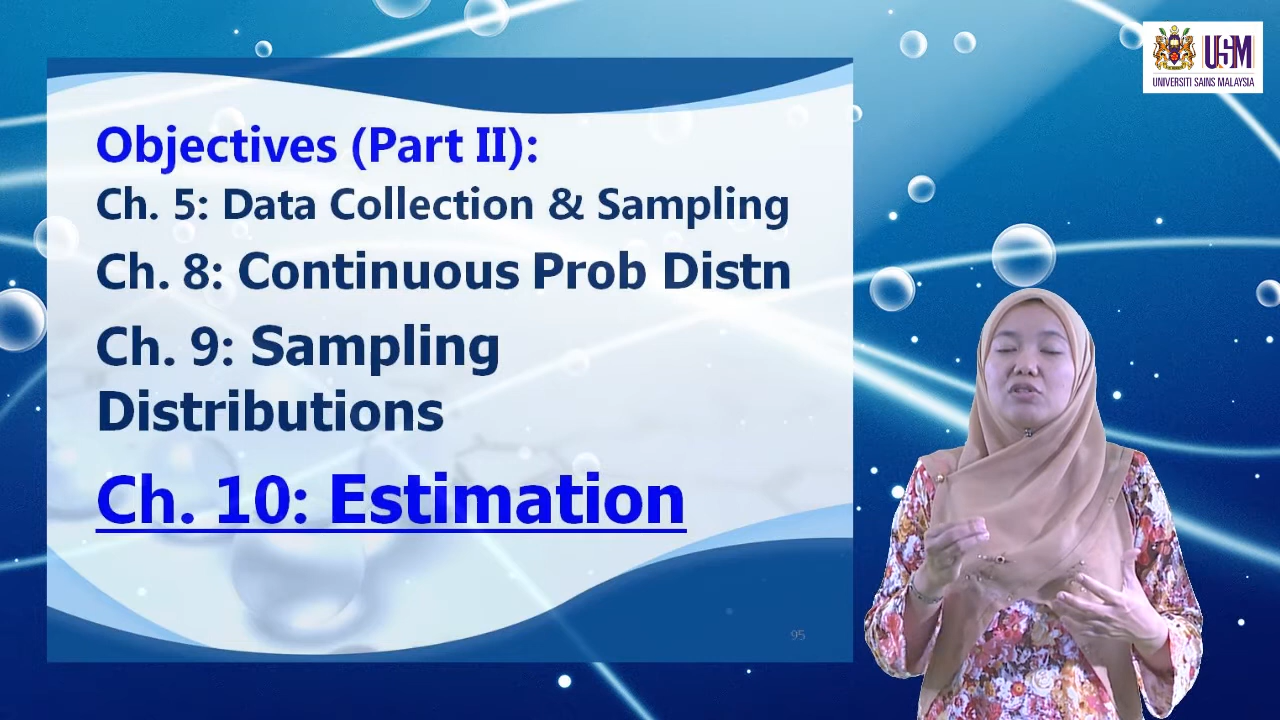 USM
UNIVERSITI SAINS MALAYSIA
Objectives (Part II):
Ch. 5: Data Collection & Sampling
Ch. 8: Continuous Prob Distn
Ch. 9: Sampling
Distributions
Ch. 10: Estimation
95